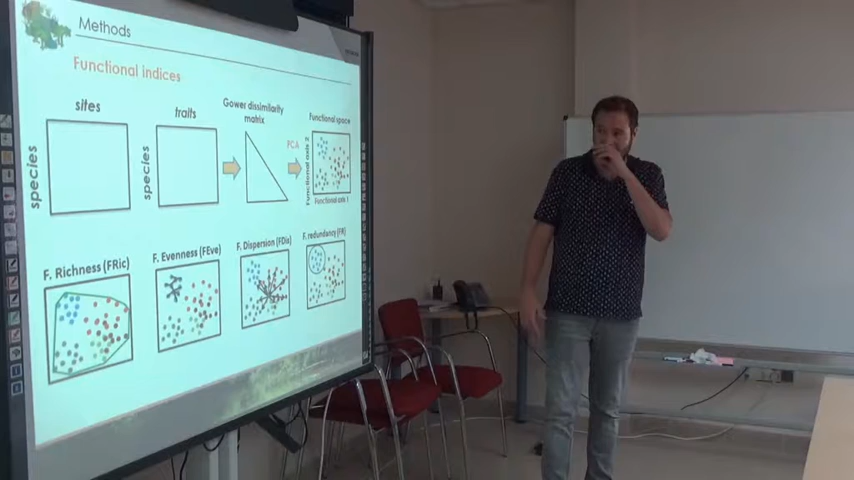 Methods
Functional indices
sites
traits
Gower dissimilarity
matrix
Functional space
species
species
PCA
Functional axis 2
Functional axis 1
F. Richness (FRic)
F. Evenness (FEve)
F. Dispersion (FDis)
F. redundancy (FR)